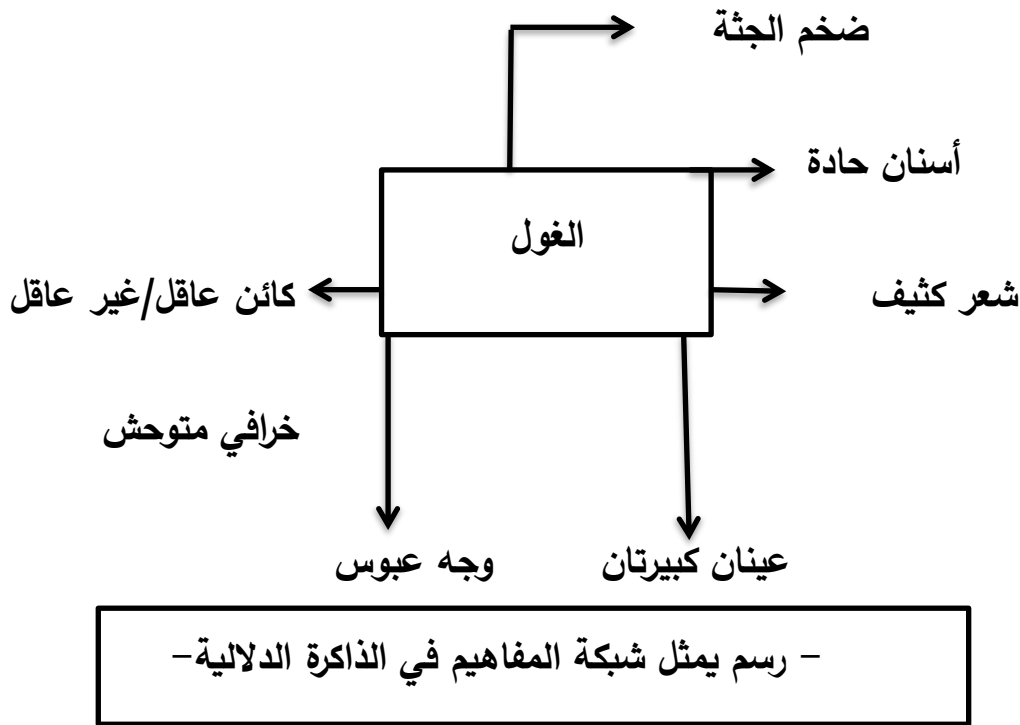 ضخم الجثة
أسنان حادة
الغول
شعر كثيف
كائن عاقل/غير عاقل
خرافي متوحش
عينان كبيرتان
وجه عبوس
- رسم يمثل شبكة المفاهيم في الذاكرة الدلالية-